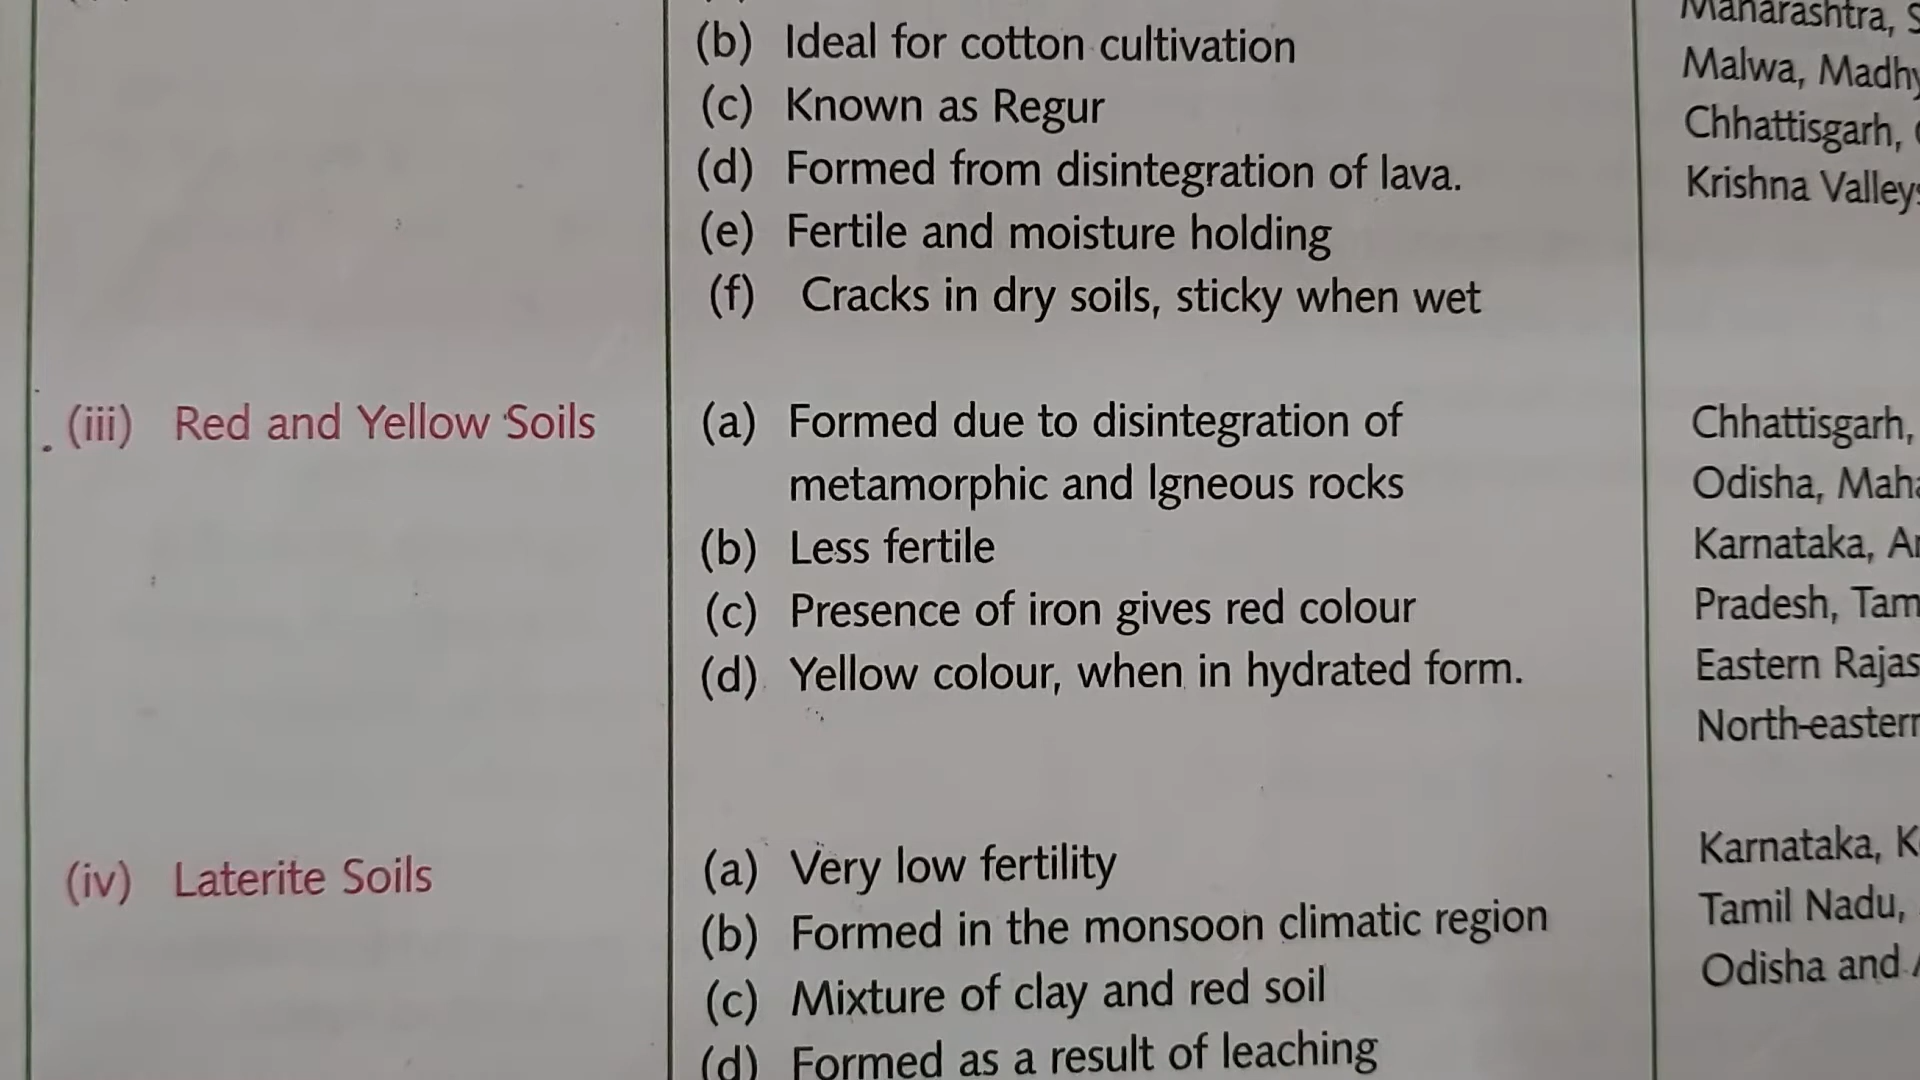 (b) Ideal for cotton cultivation
(c) Known as Regur
(d) Formed from disintegration of lava.
(e) Fertile and moisture holding
(f) Cracks in dry soils, sticky when wet
Maharashtra,
Malwa,
Chhattisgarh,
Krishna
(iii) Red and Yellow Soils
(a) Formed due to disintegration of
metamorphic and Igneous rocks
(b) Less fertile
(c) Presence of iron gives red colour
(d) Yellow colour, when in hydrated form.
Chhattisgarh,
Odisha,
Karnataka,
Pradesh,
Eastern
North-eastern
(iv) Laterite Soils
(a) Very low fertility
(b) Formed in the monsoon climatic region
(c) Mixture of clay and red soil
(d) Formed as a result of leaching
Karnataka,
Tamil Nadu,
Odisha and